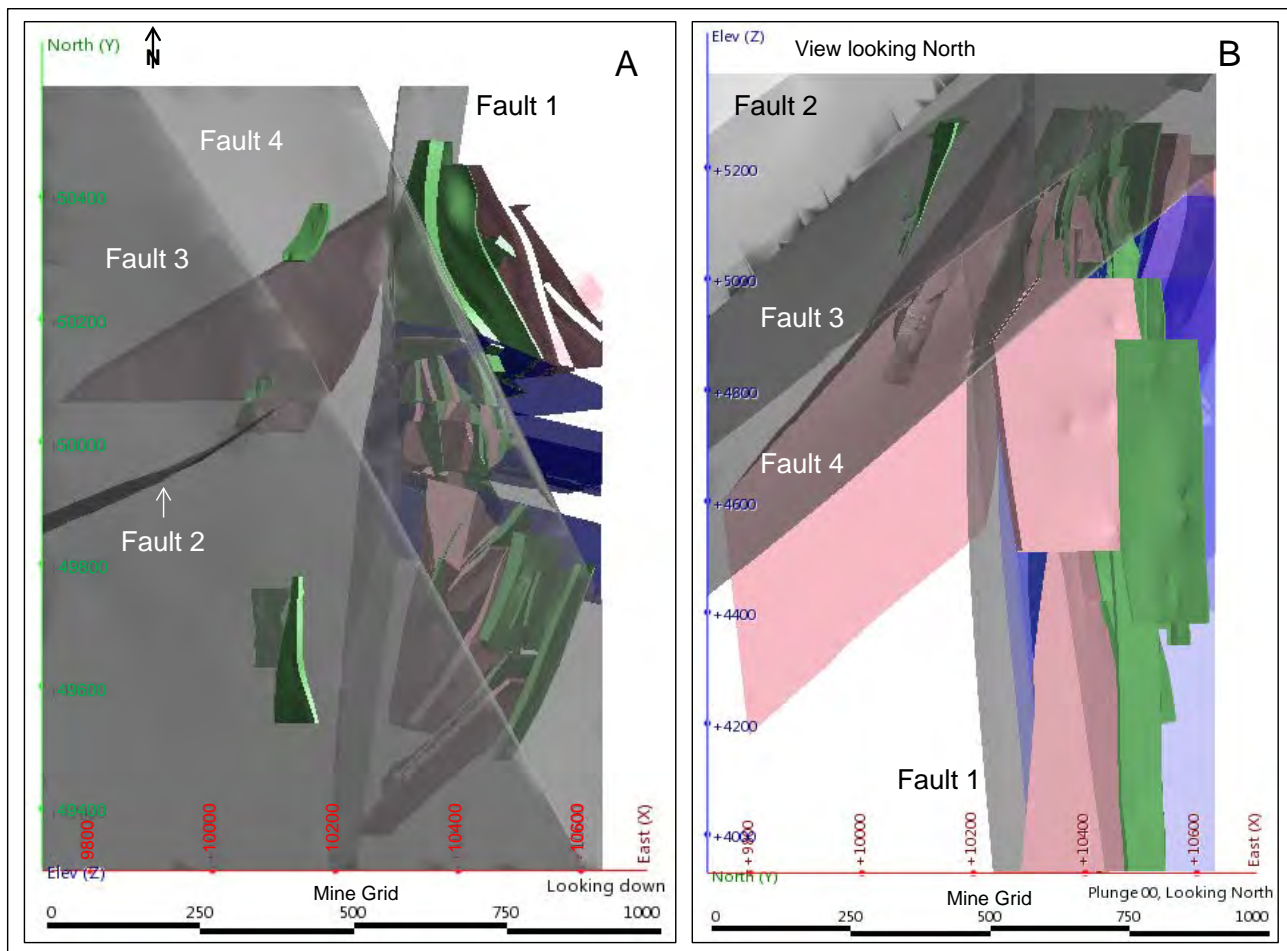 North (Y)
N
A
Fault 1
Fault 4
+50400
Fault 3
+50200
+50000
Fault 2
+49800
+49600
+49400
+9800
+10000
+10200
+10400
+10600
East (X)
Elev (Z)
Mine Grid
Looking down
0 250 500 750 1000
Elev (Z)
View looking North
B
Fault 2
+5200
+5000
Fault 3
+4800
Fault 4
+4600
+4400
+4200
Fault 1
+4000
+9800
+10000
+10200
+10400
+10600
East (X)
North (Y)
Mine Grid
Plunge 00, Looking North
0 250 500 750 1000